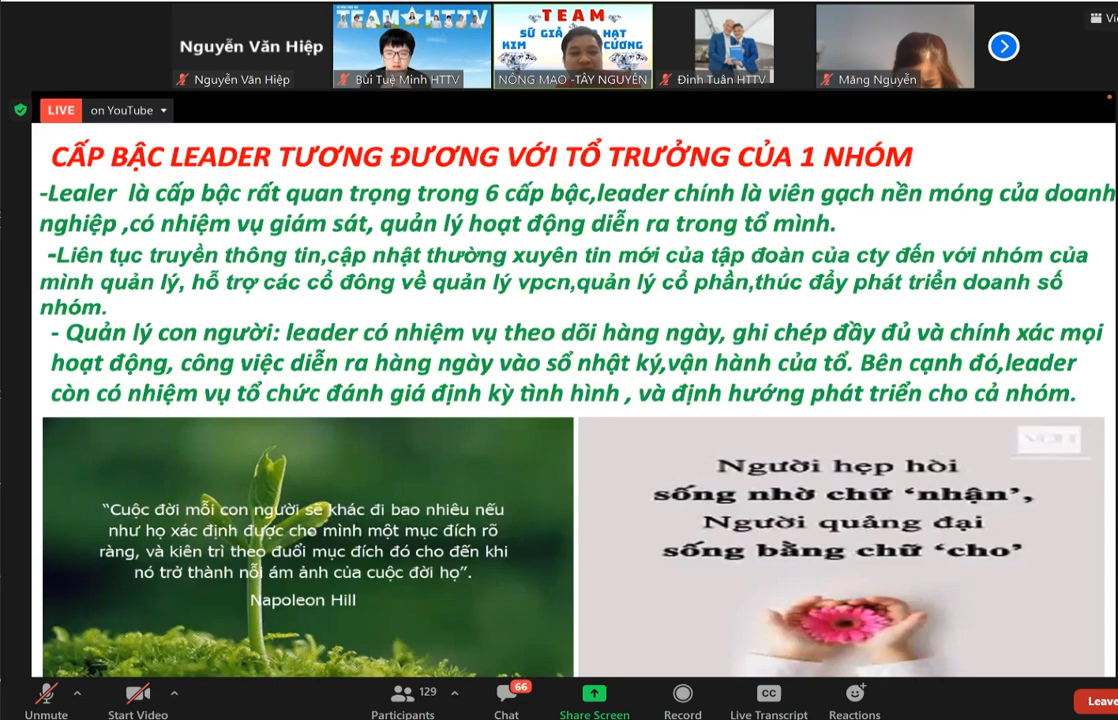 Nguyễn Văn Hiệp
Nguyễn Văn Hiệp
TEAM HTTV
Bùi Tuệ Minh HTTV
TEAM
SỨ GIẢ HẠT
KIM CƯƠNG
NÔNG MẠO -TÂY NGUYÊN
Đinh Tuân HTTV
Măng Nguyễn
LIVE
on YouTube
CẤP BẬC LEADER TƯƠNG ĐƯƠNG VỚI TỔ TRƯỞNG CỦA 1 NHÓM
-Lealer là cấp bậc rất quan trọng trong 6 cấp bậc,leader chính là viên gạch nền móng của doanh
nghiệp ,có nhiệm vụ giám sát, quản lý hoạt động diễn ra trong tổ mình.
-Liên tục truyền thông tin,cập nhật thường xuyên tin mới của tập đoàn của cty đến với nhóm của
mình quản lý, hỗ trợ các cổ đông về quản lý vpcn,quản lý cổ phần,thúc đẩy phát triển doanh số
nhóm.
- Quản lý con người: leader có nhiệm vụ theo dõi hàng ngày, ghi chép đầy đủ và chính xác mọi
hoạt động, công việc diễn ra hàng ngày vào sổ nhật ký,vận hành của tổ. Bên cạnh đó,leader
còn có nhiệm vụ tổ chức đánh giá định kỳ tình hình , và định hướng phát triển cho cả nhóm.
“Cuộc đời mỗi con người sẽ khác đi bao nhiêu nếu
như họ xác định được cho mình một mục đích rõ
ràng, và kiên trì theo đuổi mục đích đó cho đến khi
nó trở thành nỗi ám ảnh của cuộc đời họ”.
Napoleon Hill
VOH
Người hẹp hòi
sống nhờ chữ ‘nhận’,
Người quảng đại
sống bằng chữ ‘cho’
Unmute
Start Video
129
Participants
66
Chat
Share Screen
Record
CC
Live Transcript
Reactions